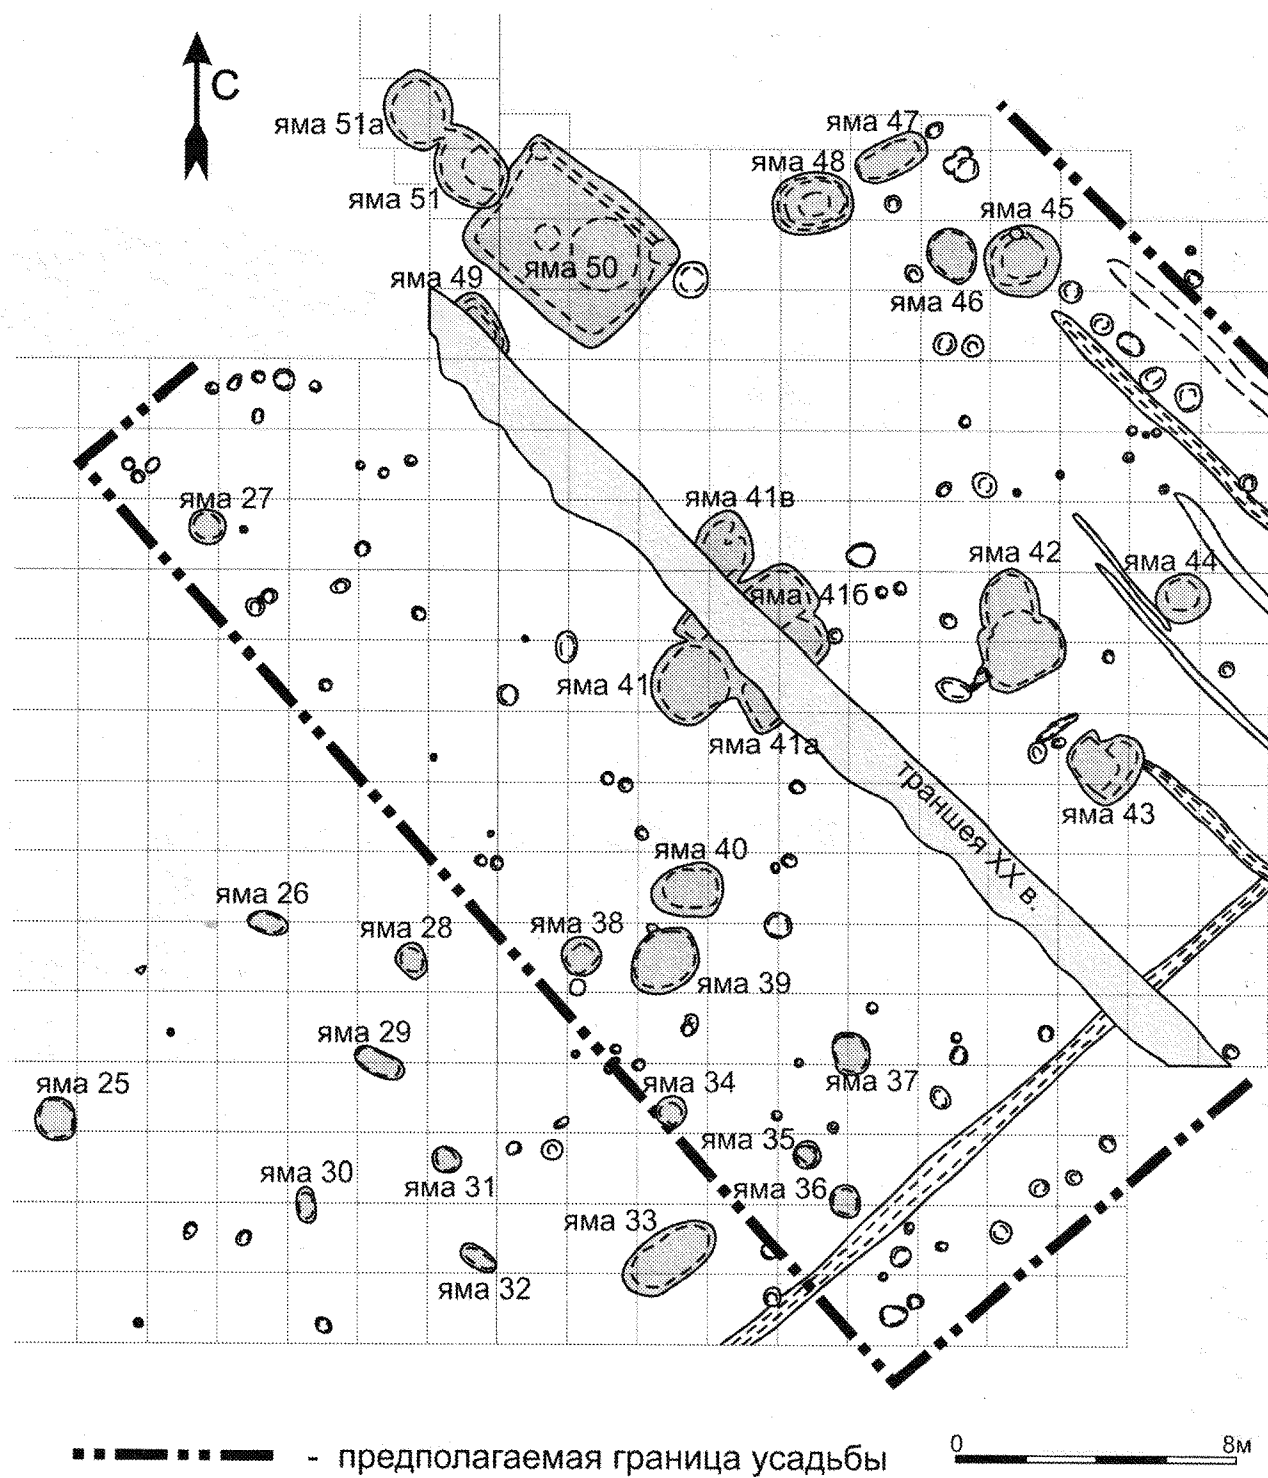 С
яма 51а
яма 47
яма 48
яма 51
яма 45
яма 50
яма 49
яма 46
яма 27
яма 41в
яма 42
яма 44
яма 41б
яма 41
яма 41а
траншея XX в.
яма 43
яма 40
яма 26
яма 28
яма 38
яма 39
яма 29
яма 25
яма 34
яма 37
яма 35
яма 30
яма 31
яма 36
яма 33
яма 32
- предполагаемая граница усадьбы
0 8м